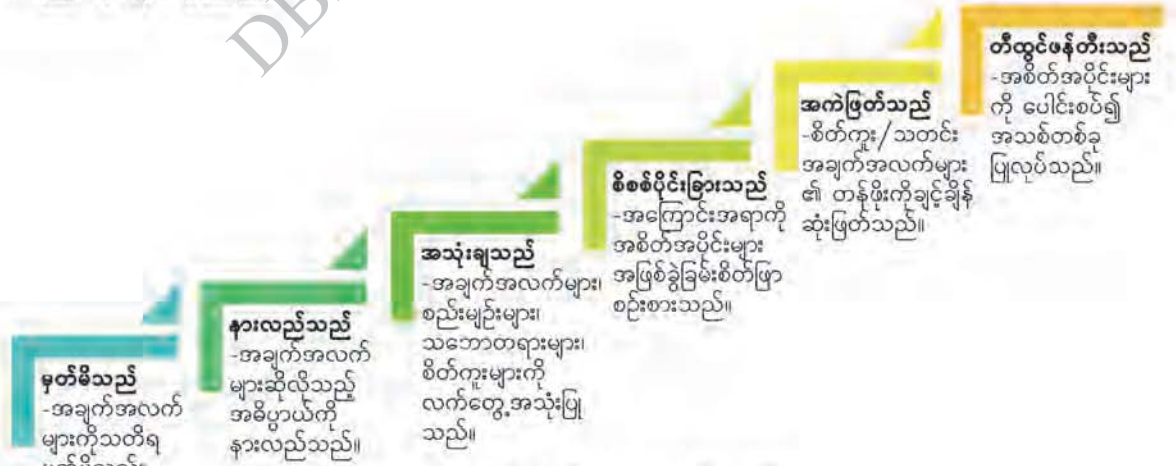 မှတ်မိသည်
-အချက်အလက်
များကိုသတိရ
နားလည်သည်
-အချက်အလက်
များဆိုလိုသည့်
အဓိပ္ပာယ်ကို
နားလည်သည်။
အသုံးချသည်
-အချက်အလက်များ၊
စည်းမျဉ်းများ၊
သဘောတရားများ၊
စိတ်ကူးများကို
လက်တွေ့အသုံးပြု
သည်။
စိစစ်ပိုင်းခြားသည်
-အကြောင်းအရာကို
အစိတ်အပိုင်းများ
အဖြစ်ခွဲခြမ်းစိတ်ဖြာ
စဉ်းစားသည်။
အကဲဖြတ်သည်
-စိတ်ကူး/သတင်း
အချက်အလက်များ
၏ တန်ဖိုးကိုချင့်ချိန်
ဆုံးဖြတ်သည်။
တီထွင်ဖန်တီးသည်
-အစိတ်အပိုင်းများ
ကို ပေါင်းစပ်၍
အသစ်တစ်ခု
ပြုလုပ်သည်။